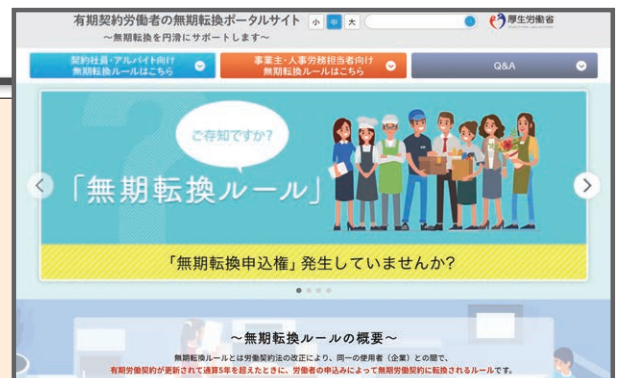 有期契約労働者の無期転換ポータルサイト 小 中 大
厚生労働省
～無期転換を円滑にサポートします～
契約社員・アルバイト向け
無期転換ルールはこちら
事業主・人事労務担当者向け
無期転換ルールはこちら
Q&A
ご存知ですか?
「無期転換ルール」
「無期転換申込権」発生していませんか?
～無期転換ルールの概要～
無期転換ルールとは労働契約法の改正により、同一の使用者（企業）との間で、
有期労働契約が更新されて通算5年を超えたときに、労働者の申込みによって無期労働契約に転換されるルールです。